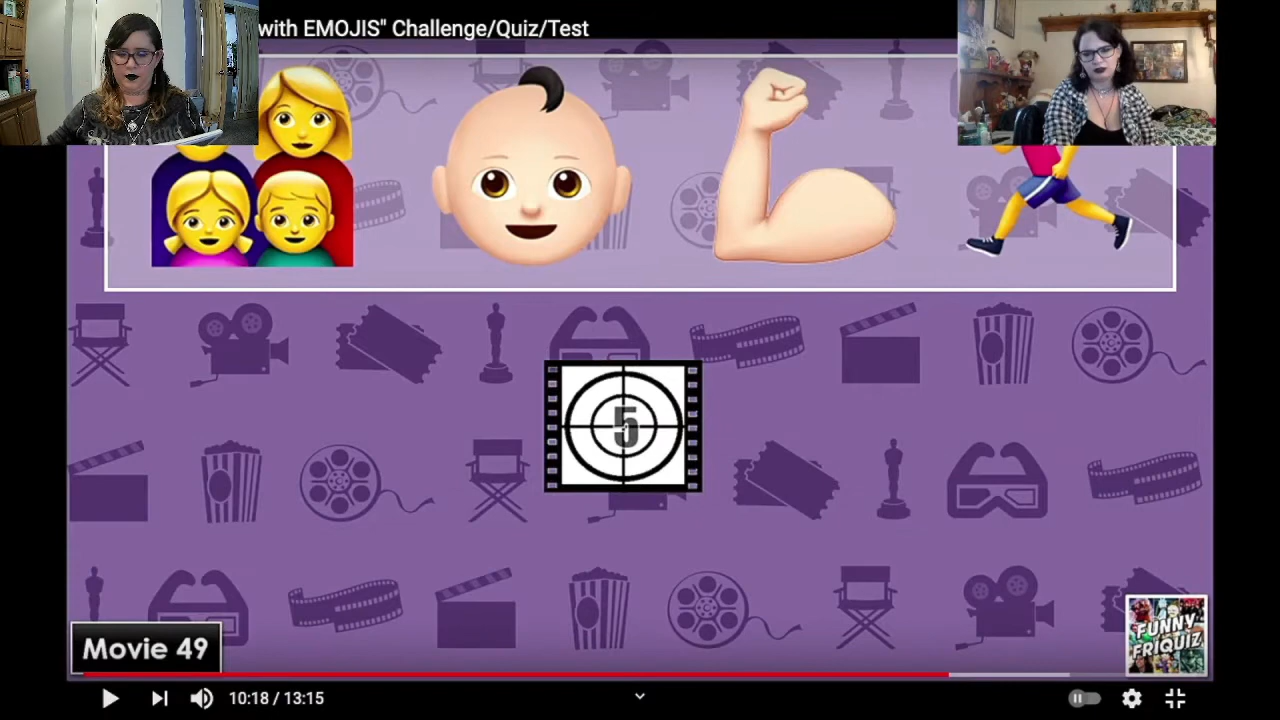 with EMOJIS" Challenge/Quiz/Test
5
Movie 49
FUNNY
FRIQUIZ
10:18 / 13:15